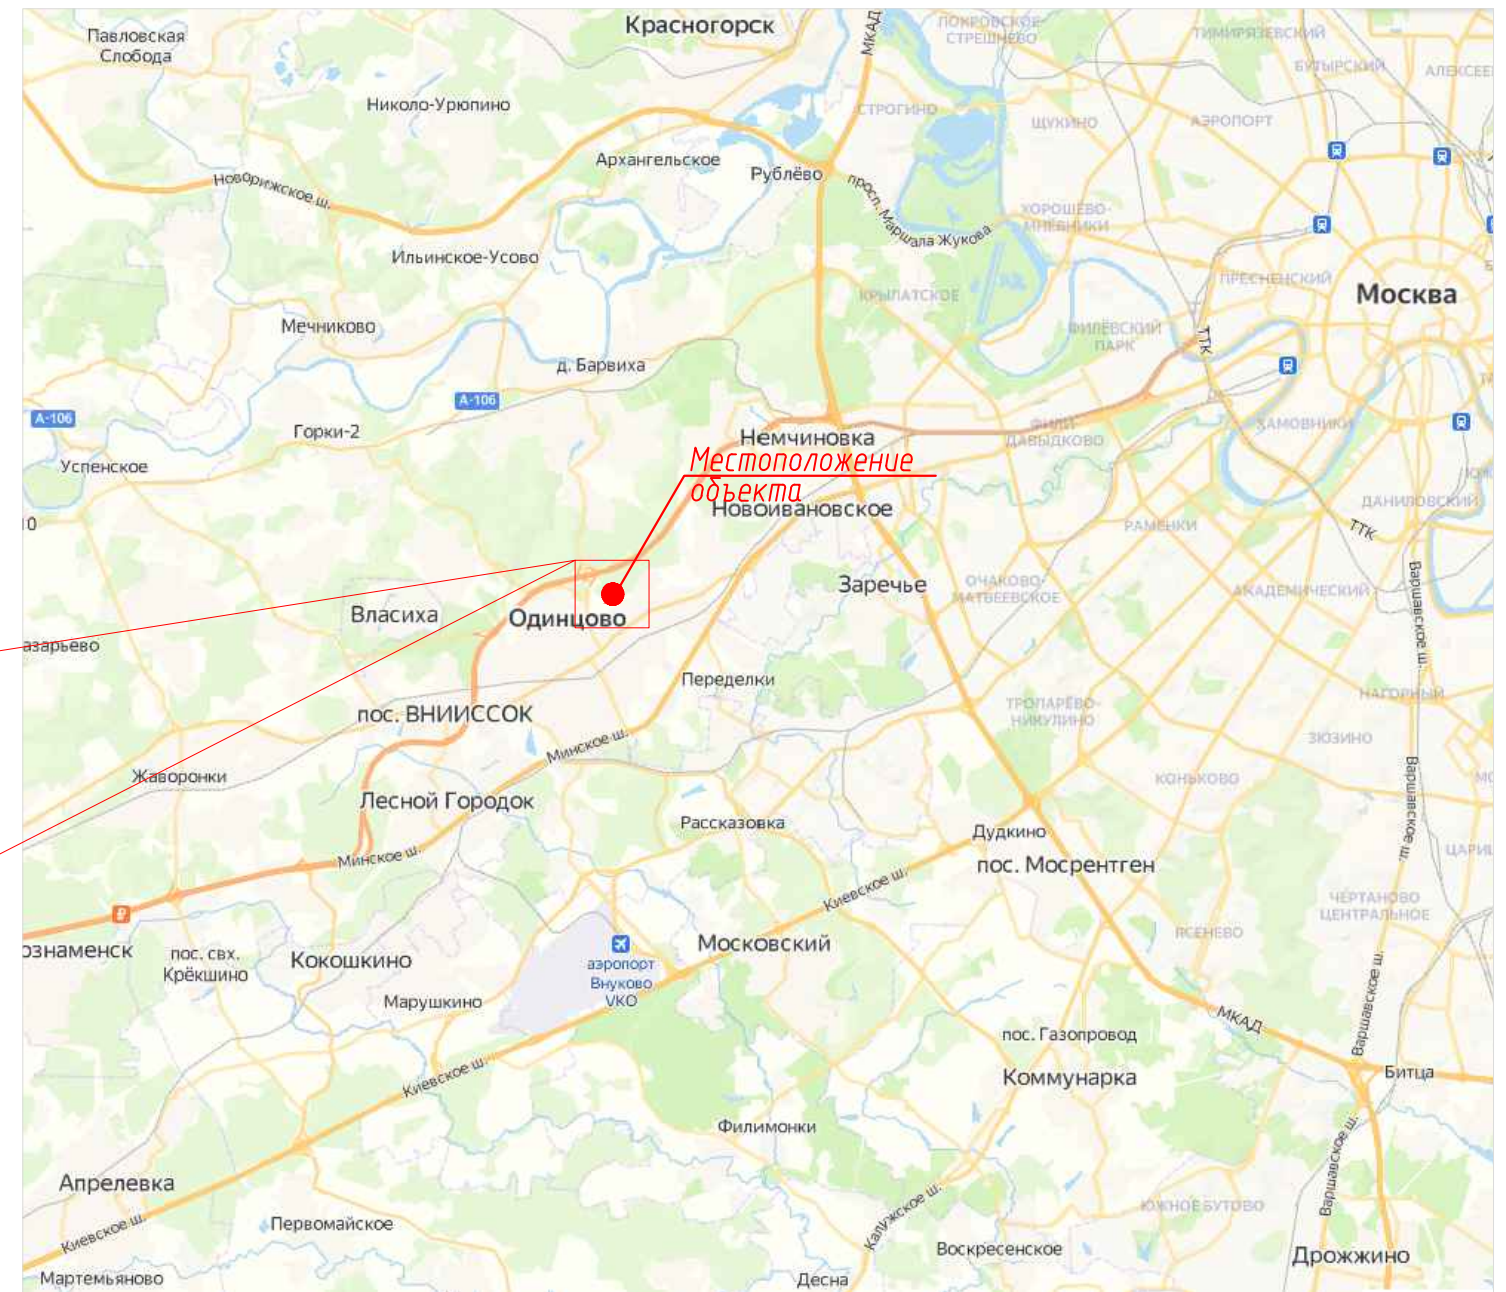 Красногорск
МКАД
ПОКРОВСКОЕ-
СТРЕШНЕВО
ТИМИРЯЗЕВСКИЙ
Павловская
Слобода
БУТЫРСКИЙ
АЛЕКСЕЕ
Николо-Урюпино
СТРОГИНО
ЩУКИНО
АЭРОПОРТ
Архангельское
Рублёво
Новорижское ш.
просп. Маршала Жукова
ХОРОШЁВО-
МНЁВНИКИ
Ильинское-Усово
ПРЕСНЕНСКИЙ
КРЫЛАТСКОЕ
Москва
Мечниково
ФИЛЁВСКИЙ
ПАРК
ТТК
д. Барвиха
А-106
А-106
Горки-2
Немчиновка
ФИЛИ-
ДАВЫДКОВО
ХАМОВНИКИ
Успенское
Местоположение
объекта
Новоивановское
ДАНИЛОВСКИЙ
10
РАМЕНКИ
ТТК
Заречье
ОЧАКОВО-
МАТВЕЕВСКОЕ
АКАДЕМИЧЕСКИЙ
Варшавское ш.
Власиха
Одинцово
азарьево
Переделки
НАГОРНЫЙ
ТРОПАРЁВО-
НИКУЛИНО
пос. ВНИИССОК
Минское ш.
ЗЮЗИНО
Жаворонки
КОНЬКОВО
Варшавское ш.
Лесной Городок
Рассказовка
Дудкино
Минское ш.
ЦАРИЦ
пос. Мосрентген
Киевское ш.
ЧЕРТАНОВО
ЦЕНТРАЛЬНОЕ
ЯСЕНЕВО
ознаменск
пос. свх.
Крёкшино
Кокошкино
Московский
аэропорт
Внуково
VKO
Марушкино
Варшавское ш.
МКАД
пос. Газопровод
Коммунарка
Битца
Киевское ш.
Филимонки
Варшавское ш.
Апрелевка
Калужское ш.
ЮЖНОЕ БУТОВО
Первомайское
Киевское ш.
Воскресенское
Дрожжино
Мартемьяново
Десна